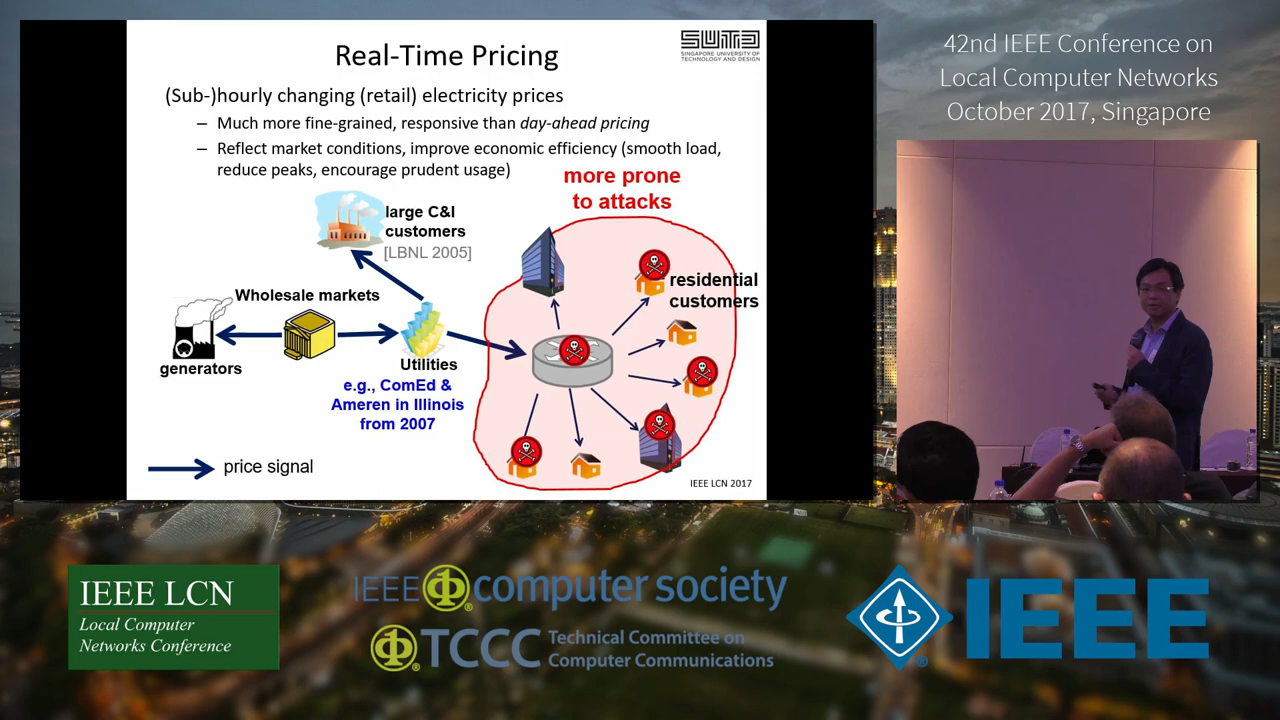 Real-Time Pricing
SUTD
SINGAPORE UNIVERSITY OF
TECHNOLOGY AND DESIGN
(Sub-)hourly changing (retail) electricity prices
– Much more fine-grained, responsive than day-ahead pricing
– Reflect market conditions, improve economic efficiency (smooth load,
reduce peaks, encourage prudent usage)
more prone
to attacks
large C&I
customers
[LBNL 2005]
residential
customers
Wholesale markets
generators
Utilities
e.g., ComEd &
Ameren in Illinois
from 2007
price signal
IEEE LCN 2017
42nd IEEE Conference on
Local Computer Networks
October 2017, Singapore
IEEE LCN
Local Computer
Networks Conference
IEEE computer society
TCCC Technical Committee on
Computer Communications
IEEE